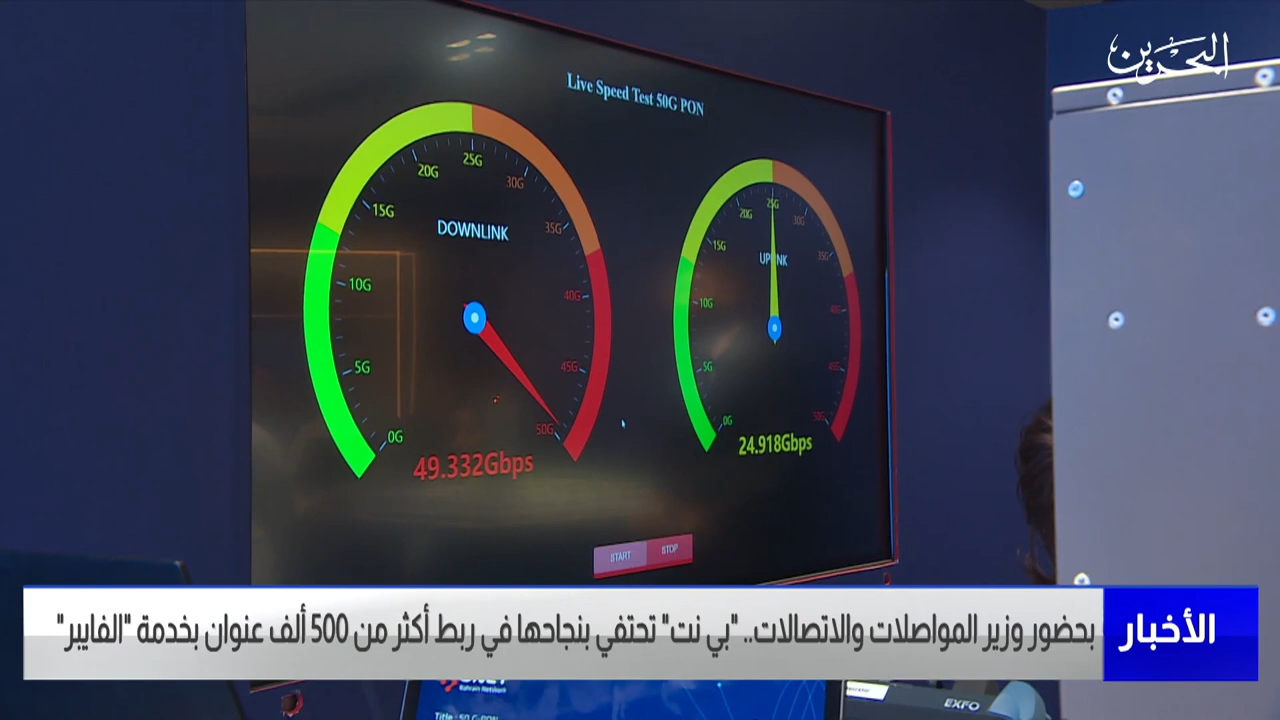 البحرين
Live Speed Test 50G PON
0G
5G
10G
15G
20G
25G
30G
35G
40G
45G
50G
DOWNLINK
49.332Gbps
0G
5G
10G
15G
20G
25G
30G
35G
40G
45G
50G
24.918Gbps
START
STOP
الأخبار
بحضور وزير المواصلات والاتصالات.. "بي نت" تحتفي بنجاحها في ربط أكثر من 500 ألف عنوان بخدمة "الفايبر"
Bahrain Network
EXFO